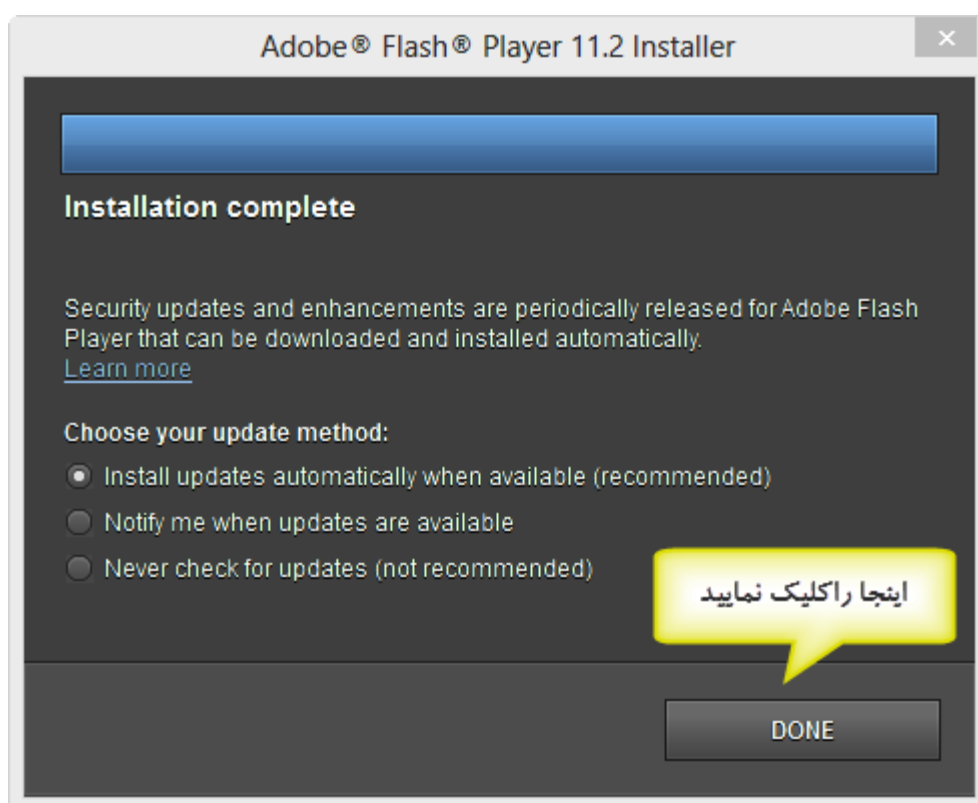 Adobe® Flash® Player 11.2 Installer
Installation complete
Security updates and enhancements are periodically released for Adobe Flash
Player that can be downloaded and installed automatically.
Learn more
Choose your update method:
Install updates automatically when available (recommended)
Notify me when updates are available
Never check for updates (not recommended)
اینجا راکلیک نمایید
DONE